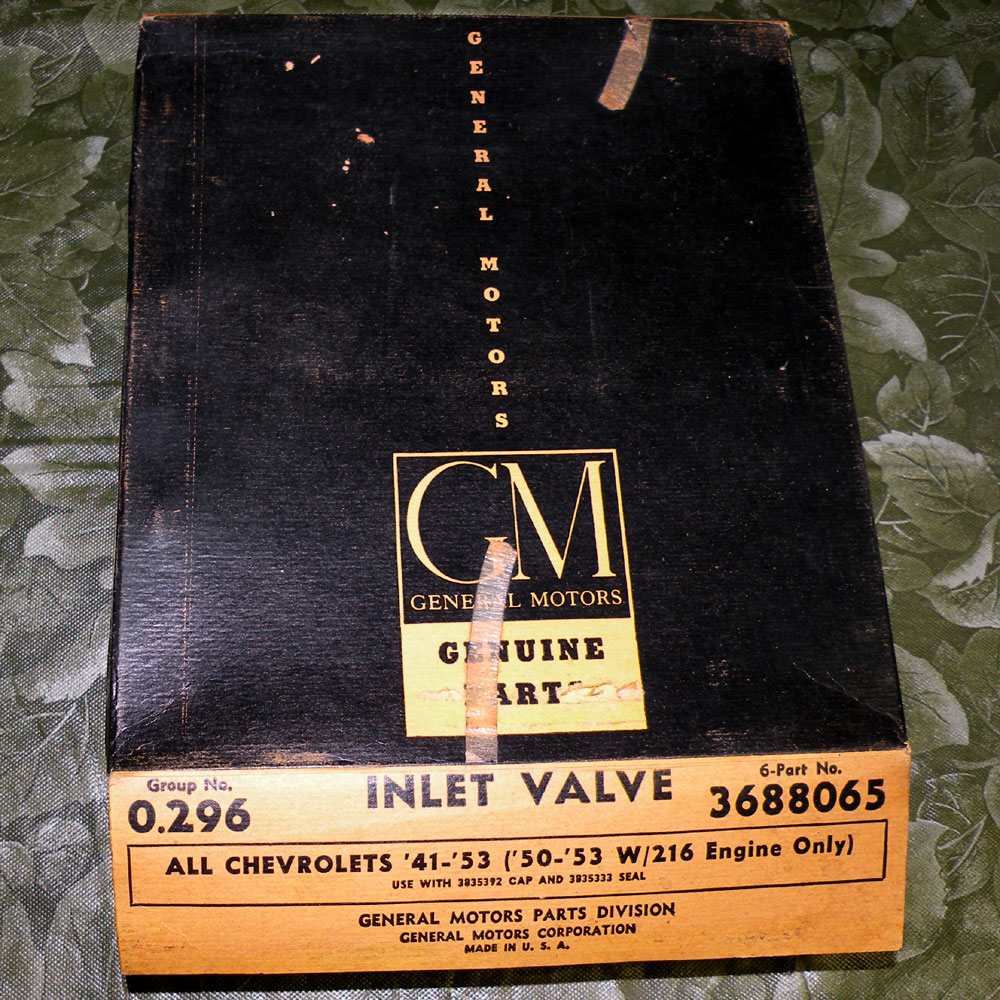 GENERAL MOTORS
GM
GENERAL MOTORS
GENUINE
PARTS
Group No.
0.296
INLET VALVE
6-Part No.
3688065
ALL CHEVROLETS '41-'53 ('50-'53 W/216 Engine Only)
USE WITH 3835392 CAP AND 3835333 SEAL
GENERAL MOTORS PARTS DIVISION
GENERAL MOTORS CORPORATION
MADE IN U. S. A.